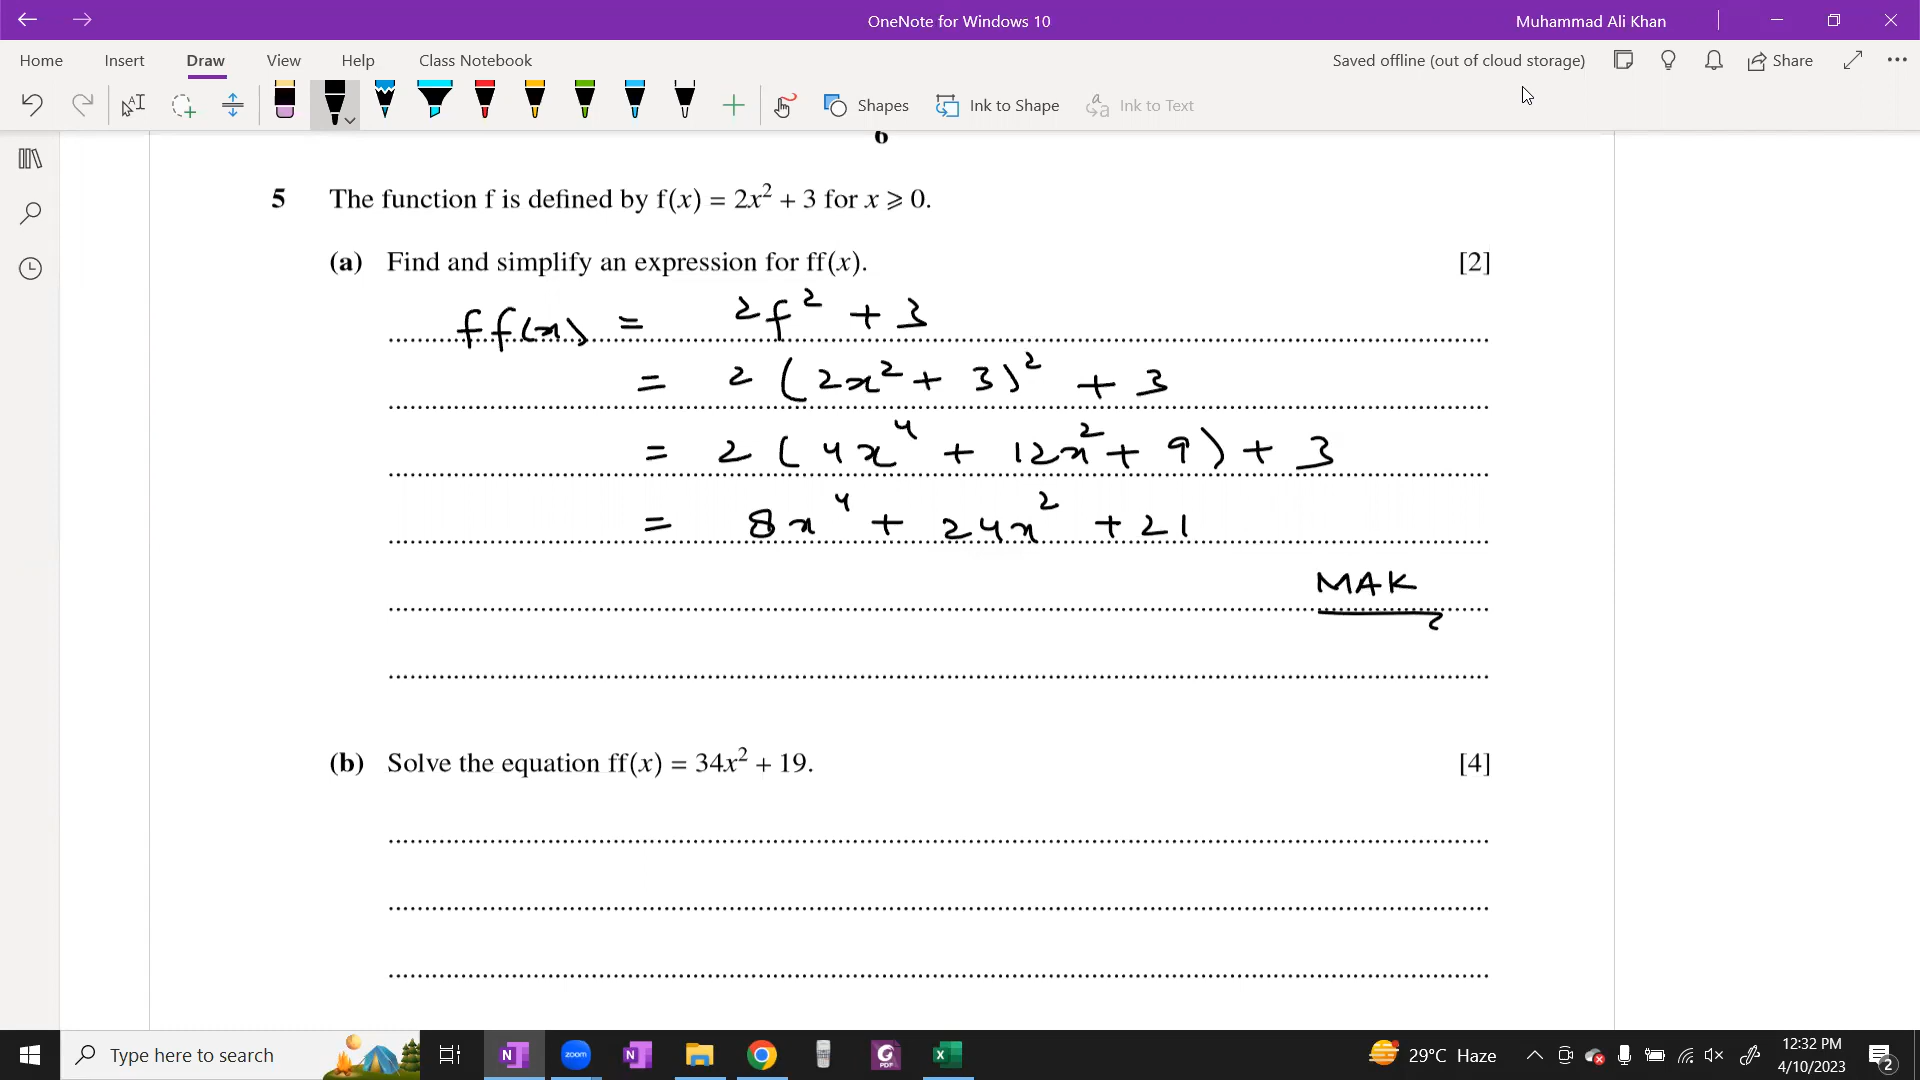 OneNote for Windows 10
Muhammad Ali Khan
Home Insert Draw View Help Class Notebook
Saved offline (out of cloud storage)
Share
Shapes Ink to Shape Ink to Text
6
5 The function f is defined by f(x) = 2x² + 3 for x ⩾ 0.
(a) Find and simplify an expression for ff(x). [2]
ff(x) = 2f² + 3
= 2 (2x² + 3)² + 3
= 2 (4x⁴ + 12x² + 9) + 3
= 8x⁴ + 24x² + 21
MAK
(b) Solve the equation ff(x) = 34x² + 19. [4]
Type here to search
zoom
N
N
PDF
29°C Haze
12:32 PM
4/10/2023
2